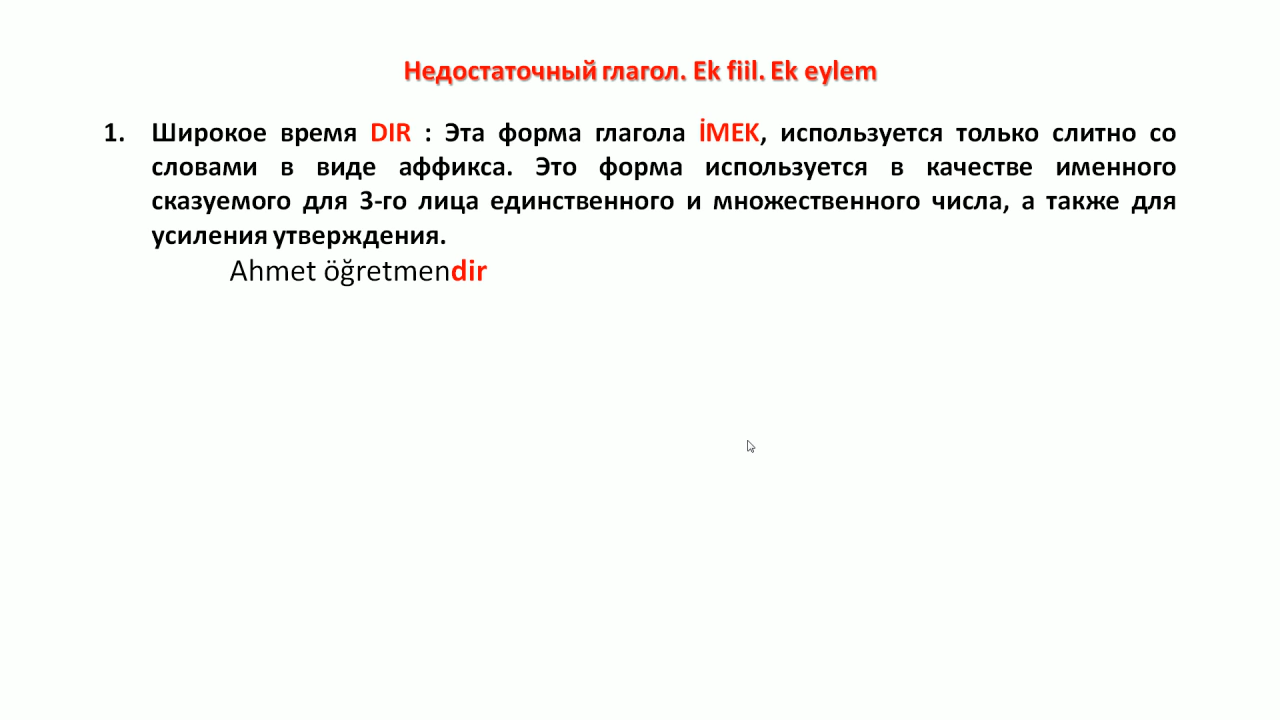 Недостаточный глагол. Ek fiil. Ek eylem
1. Широкое время DIR : Эта форма глагола İMEK, используется только слитно со
словами в виде аффикса. Это форма используется в качестве именного
сказуемого для 3-го лица единственного и множественного числа, а также для
усиления утверждения.
Ahmet öğretmendir